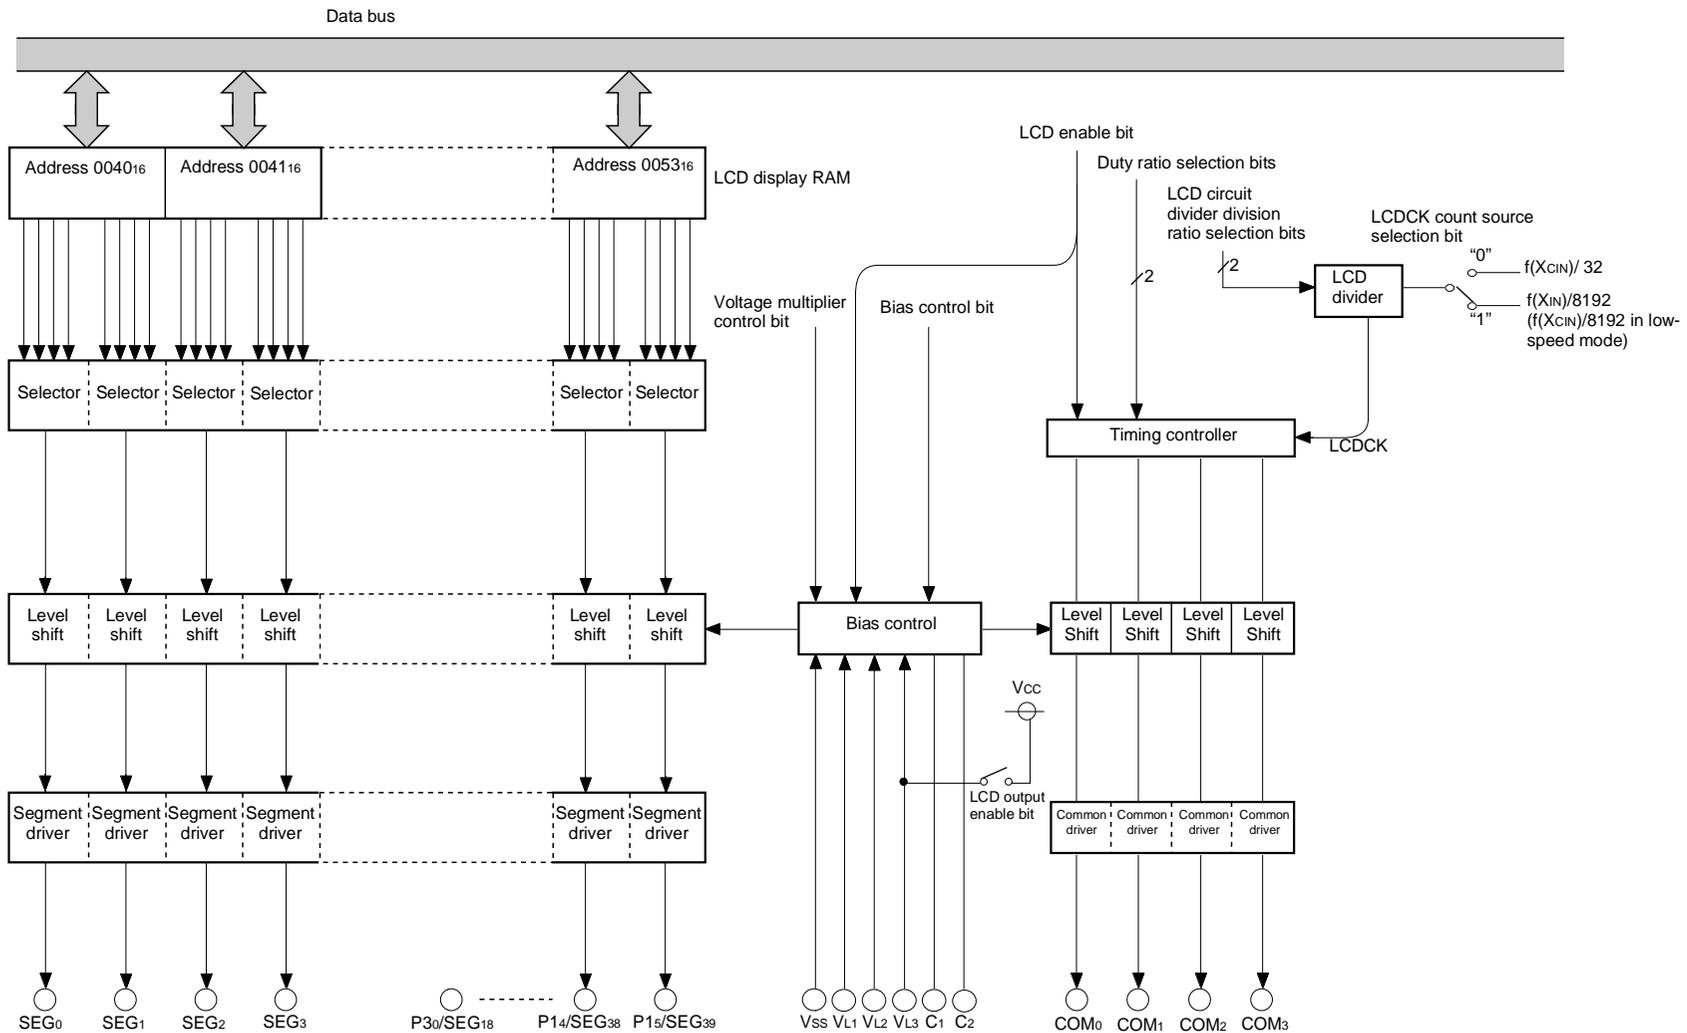 Data bus
Address 004016
Address 004116
Address 005316
LCD display RAM
LCD enable bit
Duty ratio selection bits
LCD circuit
divider division
ratio selection bits
LCDCK count source
selection bit
“0”
f(XCIN)/ 32
2
2
LCD
divider
f(XIN)/8192
“1”
(f(XCIN)/8192 in low-
speed mode)
Voltage multiplier
control bit
Bias control bit
Selector
Selector
Selector
Selector
Selector
Selector
Timing controller
LCDCK
Level
shift
Level
shift
Level
shift
Level
shift
Level
shift
Level
shift
Bias control
Level
Shift
Level
Shift
Level
Shift
Level
Shift
VCC
LCD output
enable bit
Segment
driver
Segment
driver
Segment
driver
Segment
driver
Segment
driver
Segment
driver
Common
driver
Common
driver
Common
driver
Common
driver
SEG0
SEG1
SEG2
SEG3
P30/SEG18
P14/SEG38
P15/SEG39
VSS
VL1
VL2
VL3
C1
C2
COM0
COM1
COM2
COM3